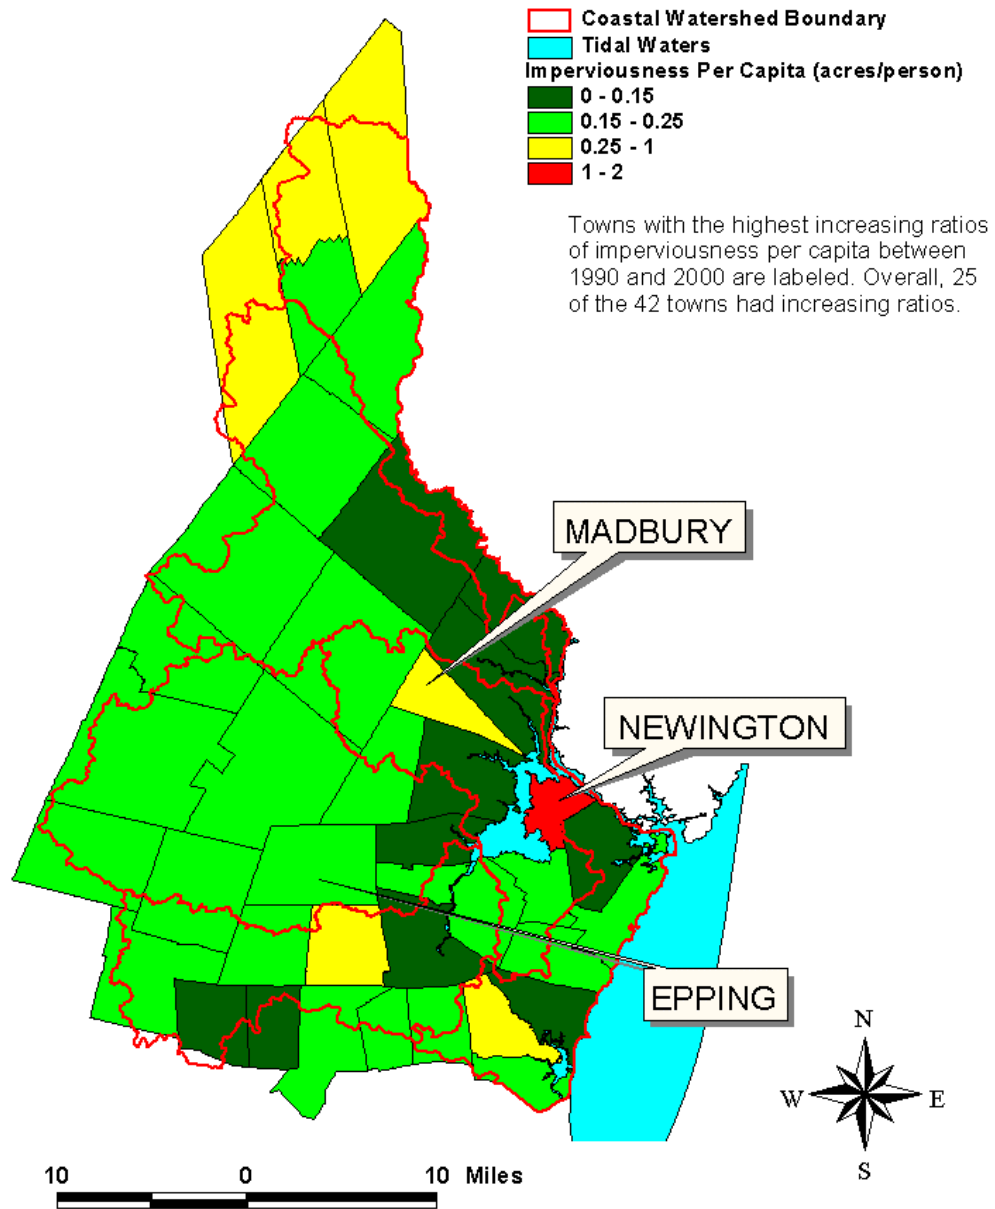 Coastal Watershed Boundary
Tidal Waters
Imperviousness Per Capita (acres/person)
0 - 0.15
0.15 - 0.25
0.25 - 1
1 - 2
Towns with the highest increasing ratios
of imperviousness per capita between
1990 and 2000 are labeled. Overall, 25
of the 42 towns had increasing ratios.
MADBURY
NEWINGTON
EPPING
N
W E
S
10 0 10 Miles